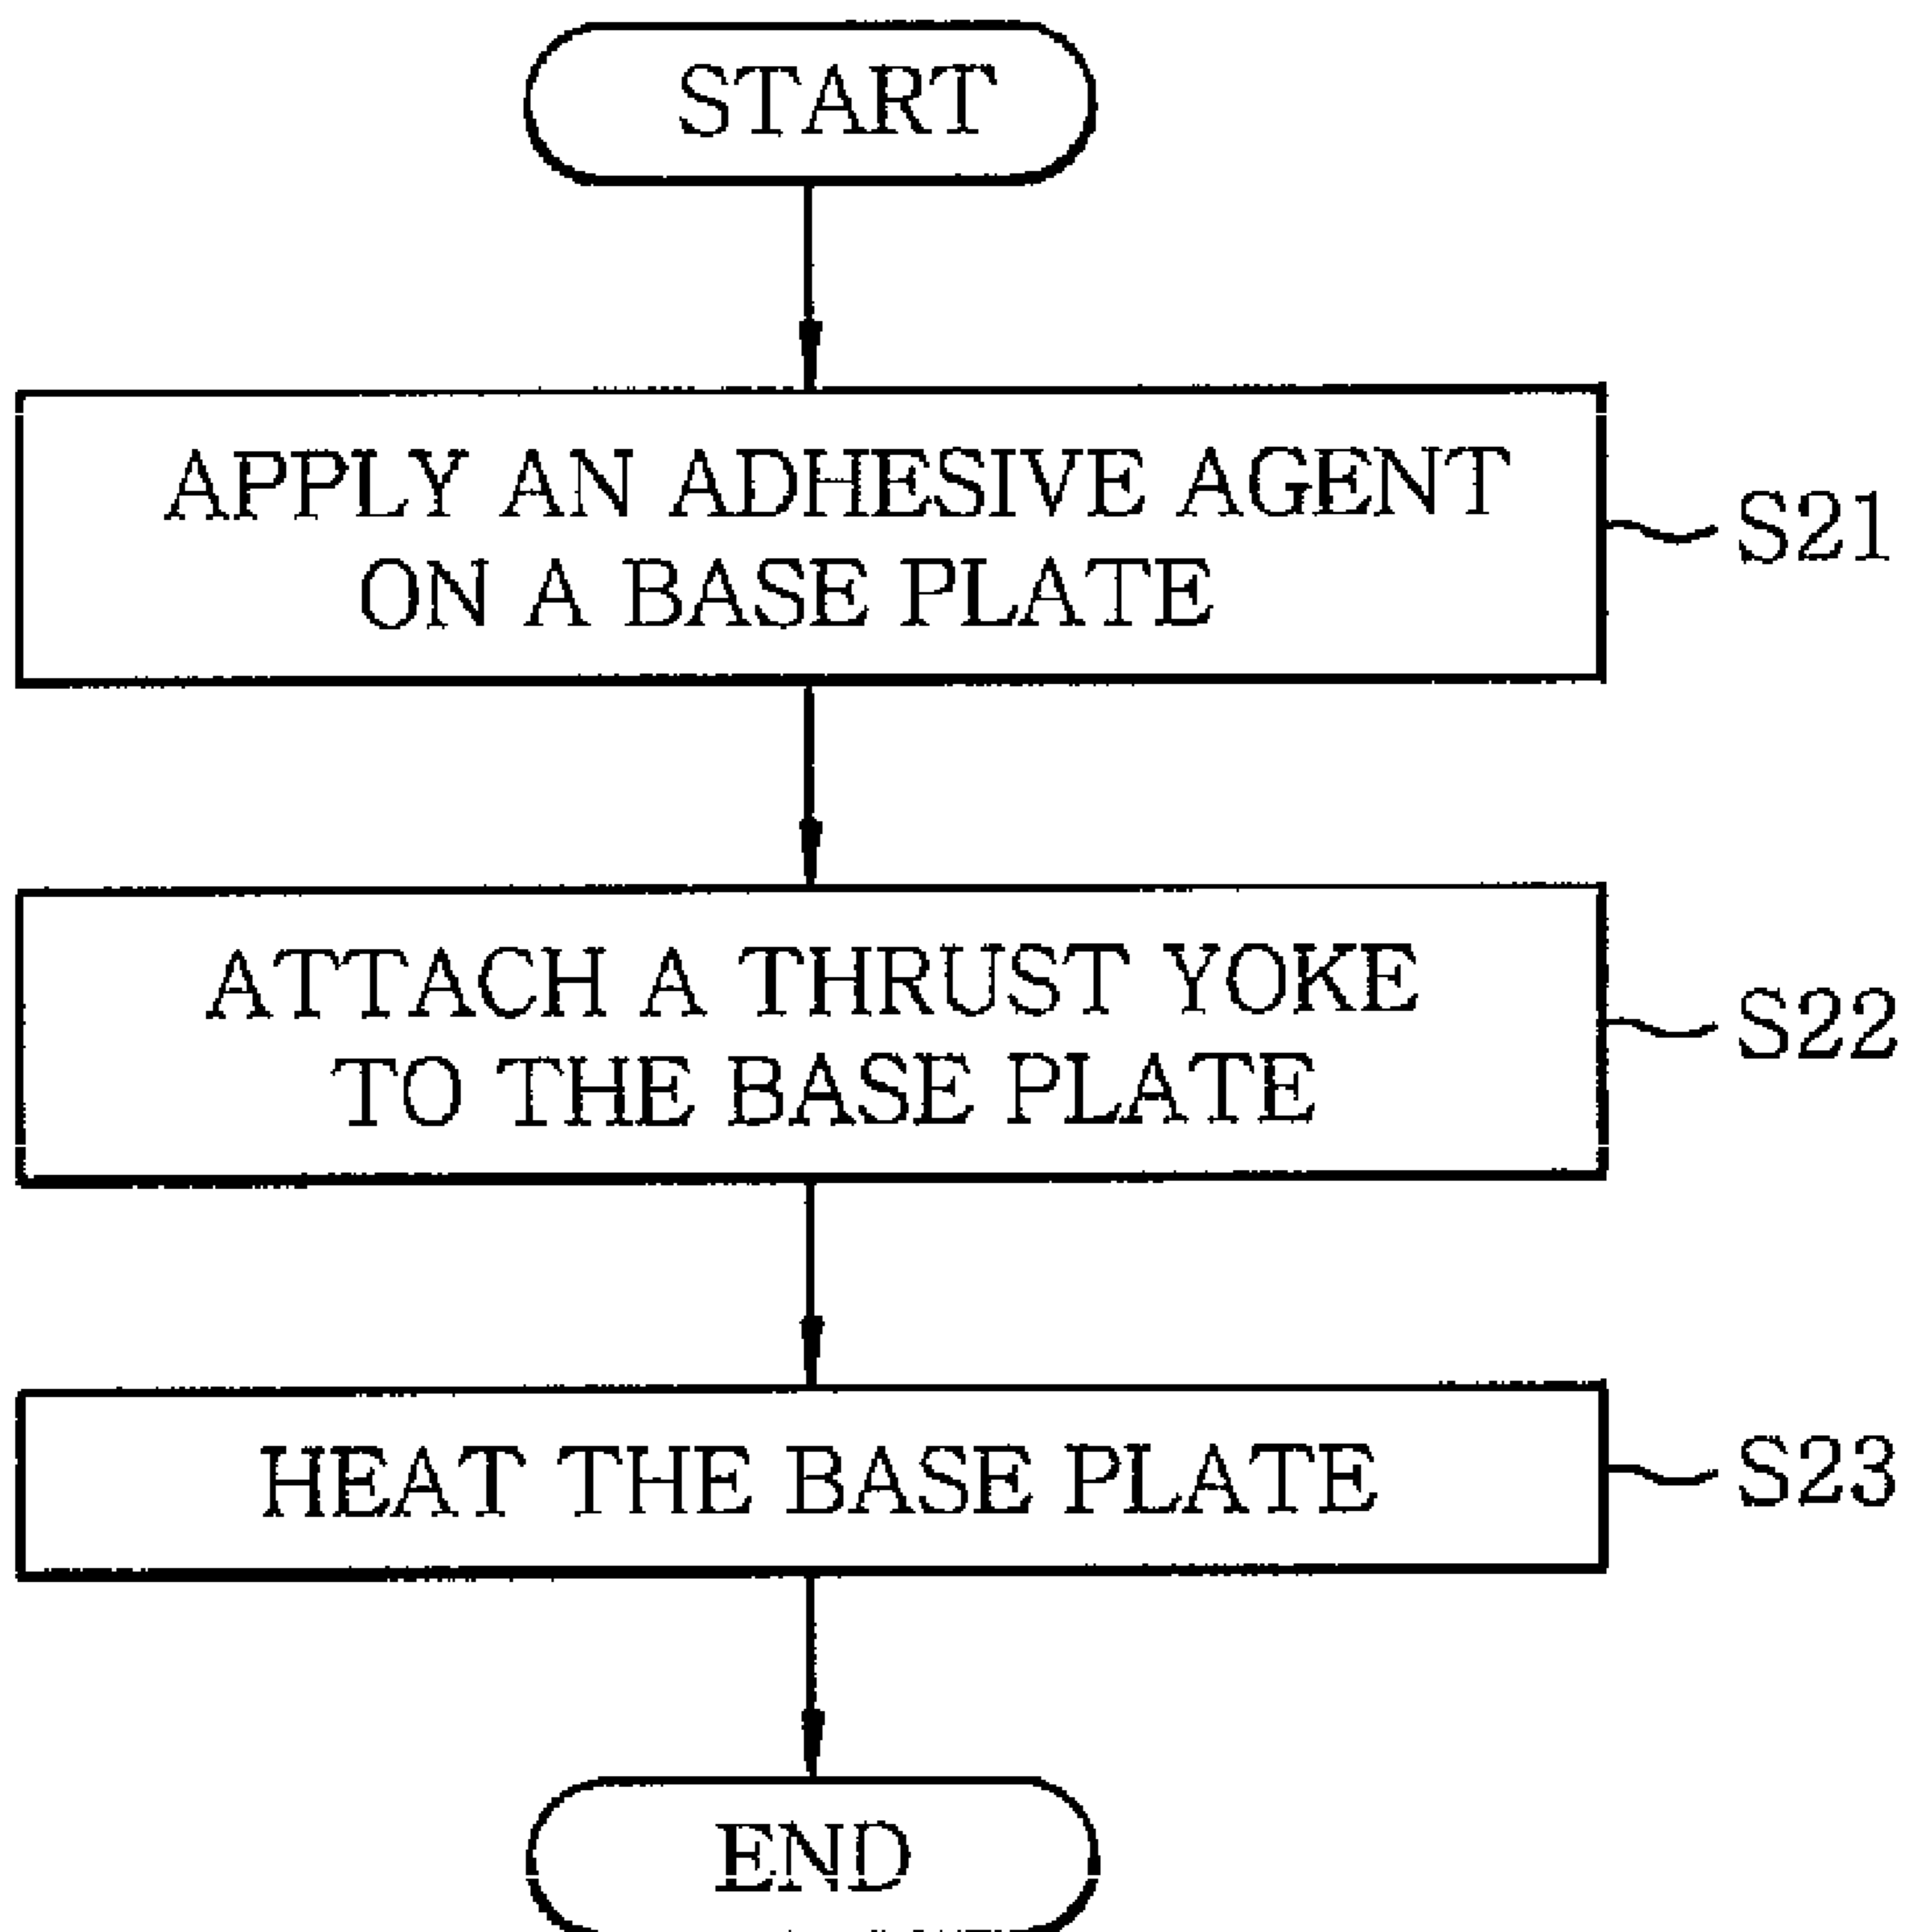 START
APPLY AN ADHESIVE AGENT
ON A BASE PLATE
S21
ATTACH A THRUST YOKE
TO THE BASE PLATE
S22
HEAT THE BASE PLATE
S23
END